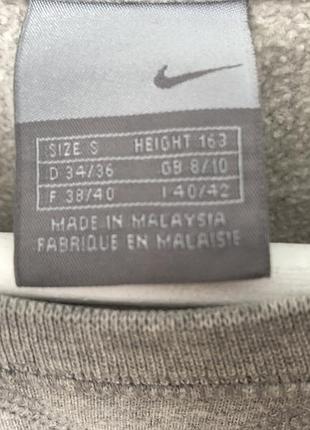 SIZE S HEIGHT 163
D 34/36 GB 8/10
F 38/40 I 40/42
MADE IN MALAYSIA
FABRIQUE EN MALAISIE